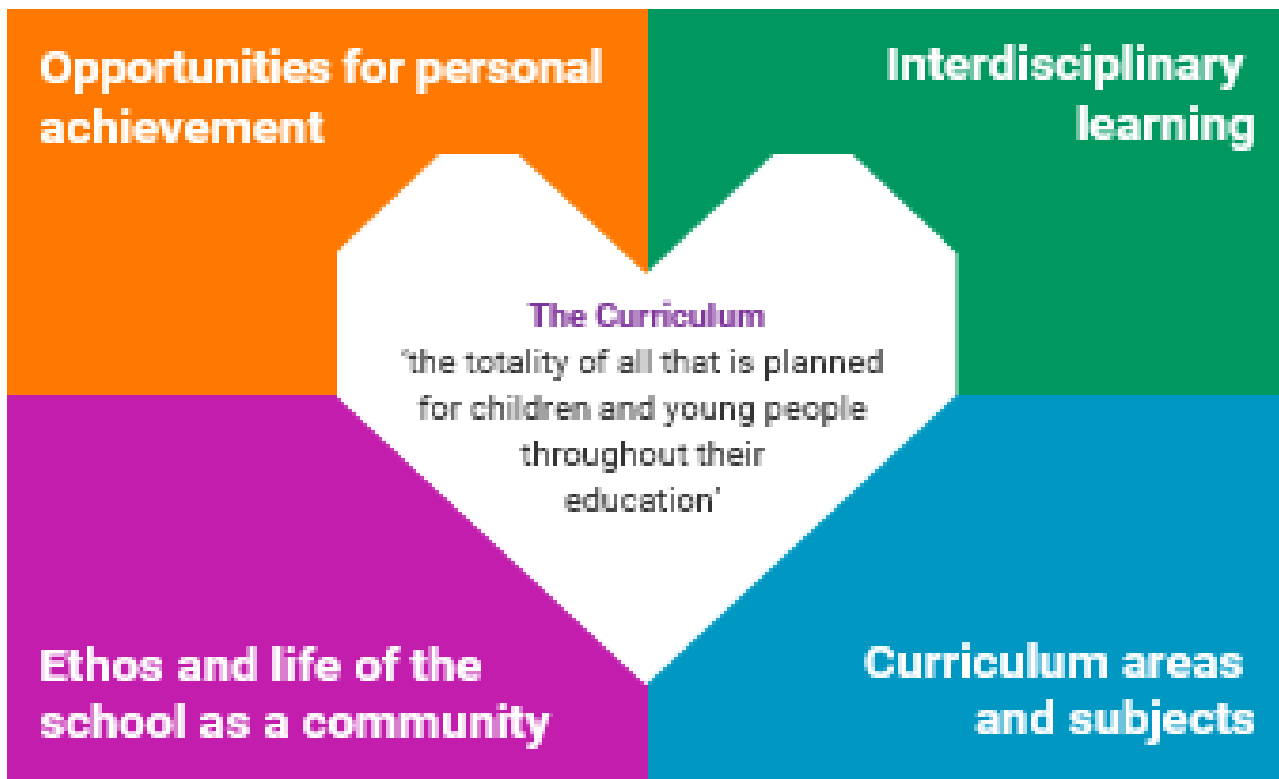 Opportunities for personal
achievement
Interdisciplinary
learning
The Curriculum
'the totality of all that is planned
for children and young people
throughout their
education'
Ethos and life of the
school as a community
Curriculum areas
and subjects